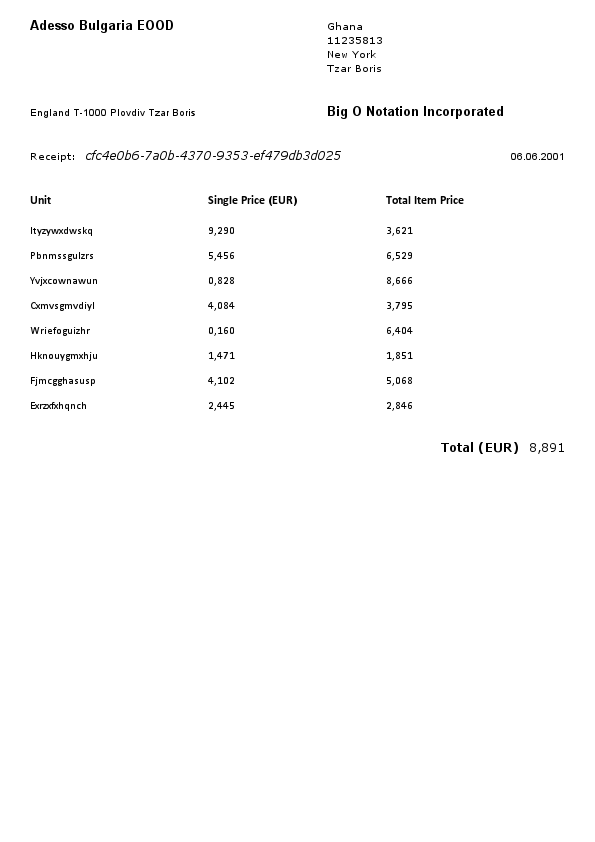 Adesso Bulgaria EOOD
Ghana
11235813
New York
Tzar Boris
England T-1000 Plovdiv Tzar Boris
Big O Notation Incorporated
Receipt: cfc4e0b6-7a0b-4370-9353-ef479db3d025 06.06.2001
Unit Single Price (EUR) Total Item Price
Ityzywxdwskq 9,290 3,621
Pbnmssgulzrs 5,456 6,529
Yvjxcownawun 0,828 8,666
Cxmvsgmvdiyl 4,084 3,795
Wriefoguizhr 0,160 6,404
Hknouygmxhju 1,471 1,851
Fjmcgghasusp 4,102 5,068
Exrzxfxhqnch 2,445 2,846
Total (EUR) 8,891